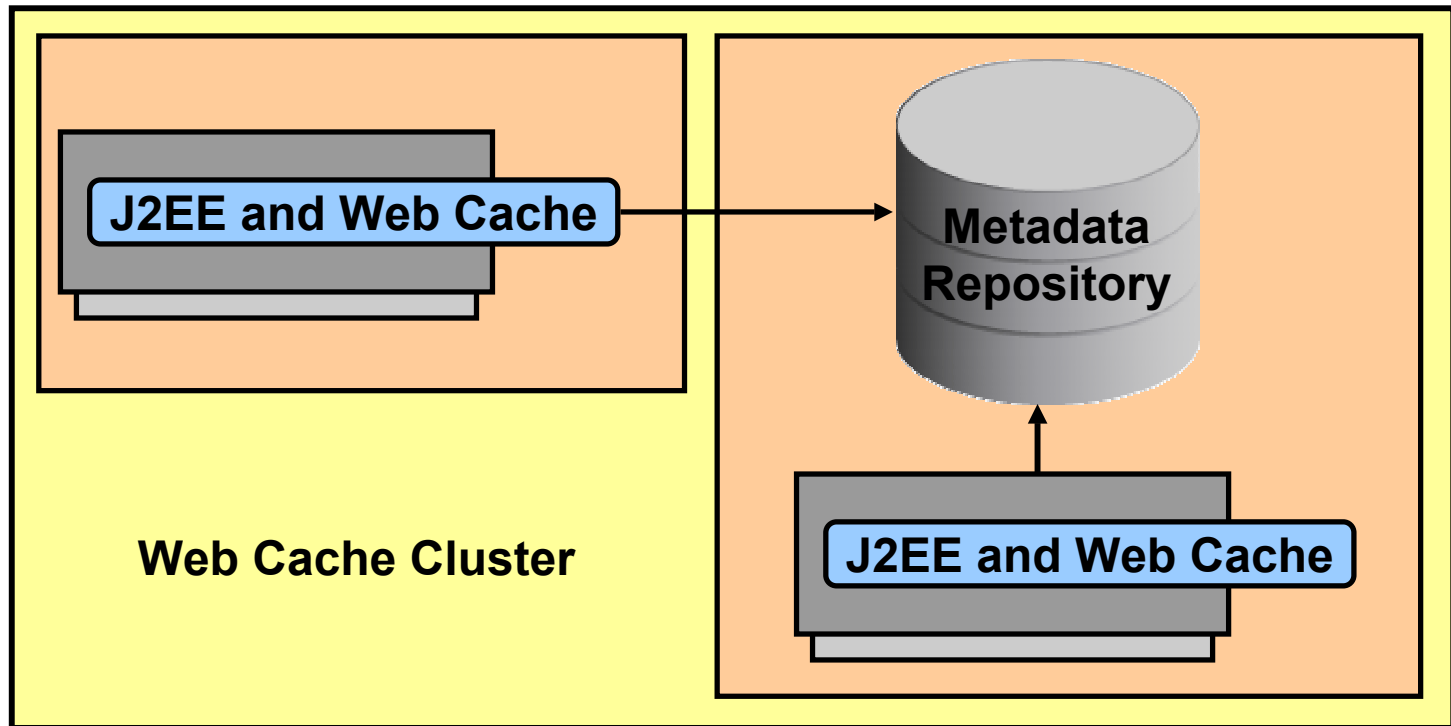 J2EE and Web Cache
Metadata
Repository
Web Cache Cluster
J2EE and Web Cache